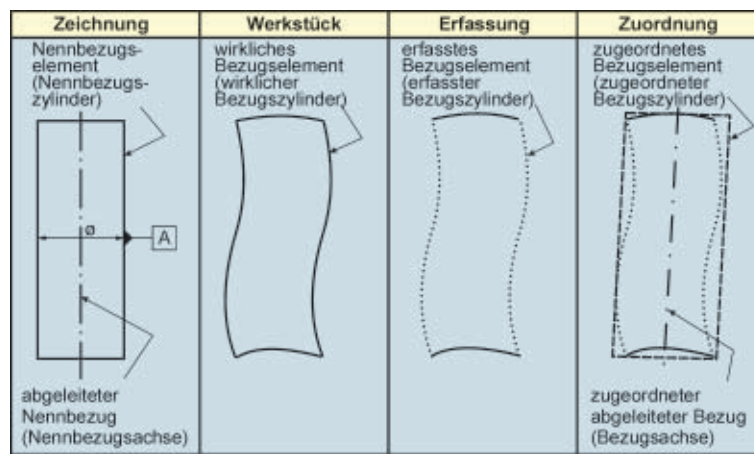 Zeichnung
Werkstück
Erfassung
Zuordnung
Nennbezugs-
element
(Nennbezugs-
zylinder)
wirkliches
Bezugselement
(wirklicher
Bezugszylinder)
erfasstes
Bezugselement
(erfasster
Bezugszylinder)
zugeordnetes
Bezugselement
(zugeordneter
Bezugszylinder)
ø
A
abgeleiteter
Nennbezug
(Nennbezugsachse)
zugeordneter
abgeleiteter Bezug
(Bezugsachse)